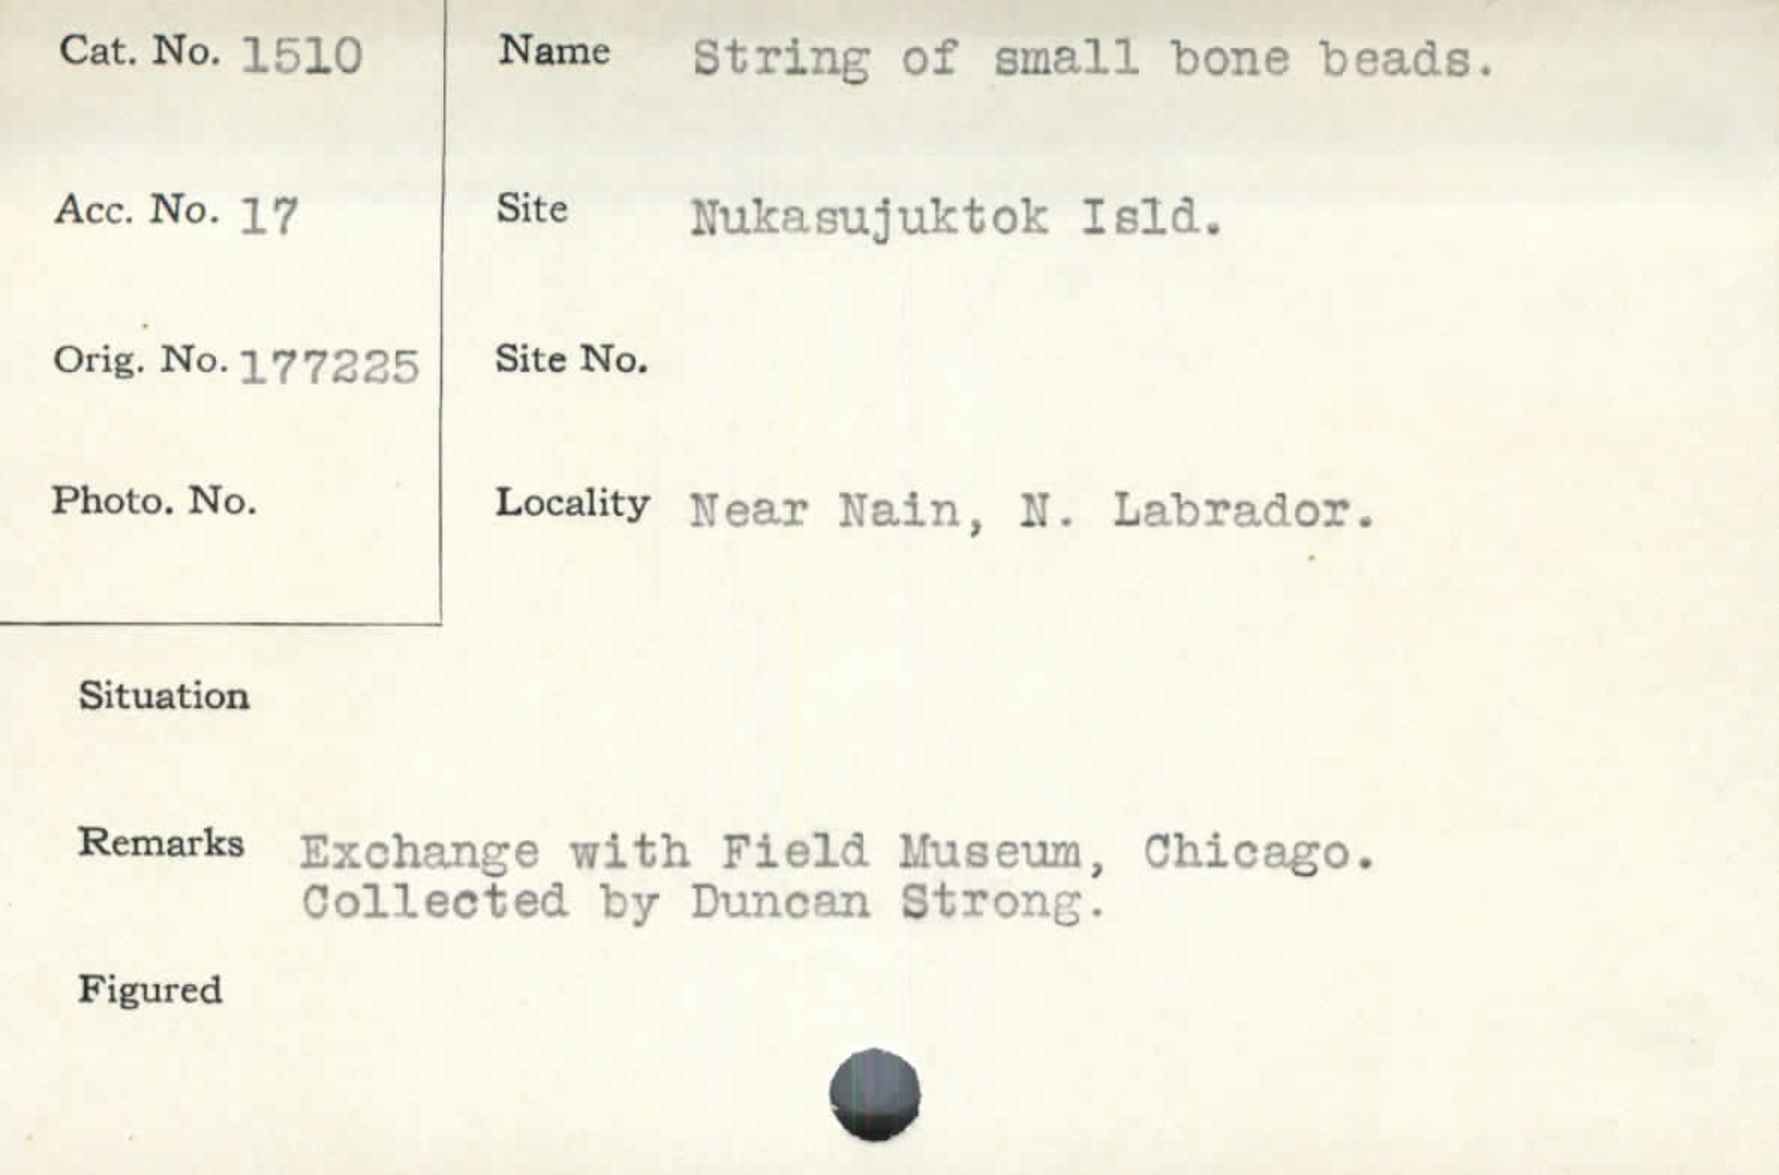 Cat. No. 1510
Name String of small bone beads.
Acc. No. 17
Site Nukasujuktok Isld.
Orig. No. 177225
Site No.
Photo. No.
Locality Near Nain, N. Labrador.
Situation
Remarks Exchange with Field Museum, Chicago.
Collected by Duncan Strong.
Figured